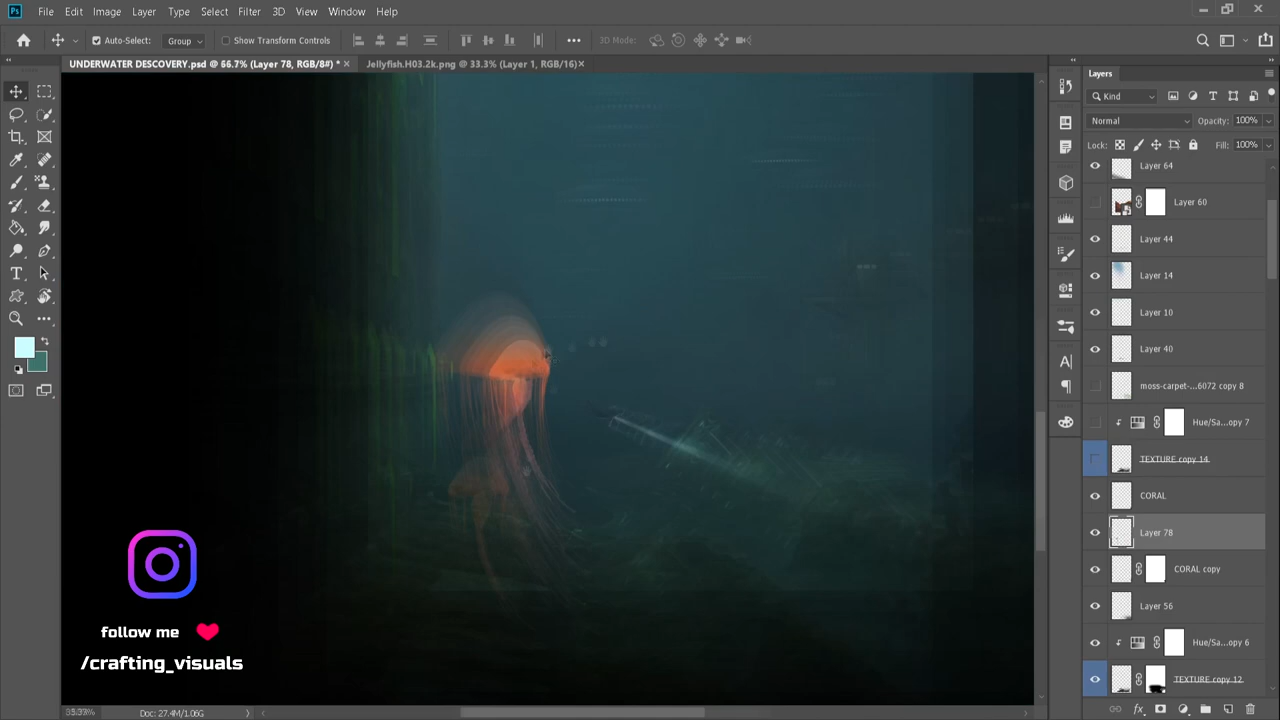 Ps File Edit Image Layer Type Select Filter 3D View Window Help
Auto-Select: Group Show Transform Controls 3D Mode:
UNDERWATER DESCOVERY.psd @ 66.7% (Layer 78, RGB/8#) * × Jellyfish.H03.2k.png @ 33.3% (Layer 1, RGB/16) ×
Layers
Kind
Normal Opacity: 100%
Lock: Fill: 100%
Layer 64
Layer 60
Layer 44
Layer 14
Layer 10
Layer 40
moss-carpet-...6072 copy 8
Hue/Sa...opy 7
TEXTURE copy 14
CORAL
Layer 78
CORAL copy
Layer 56
Hue/Sa...opy 6
TEXTURE copy 12
follow me
/crafting_visuals
Doc: 27.4M/1.06G